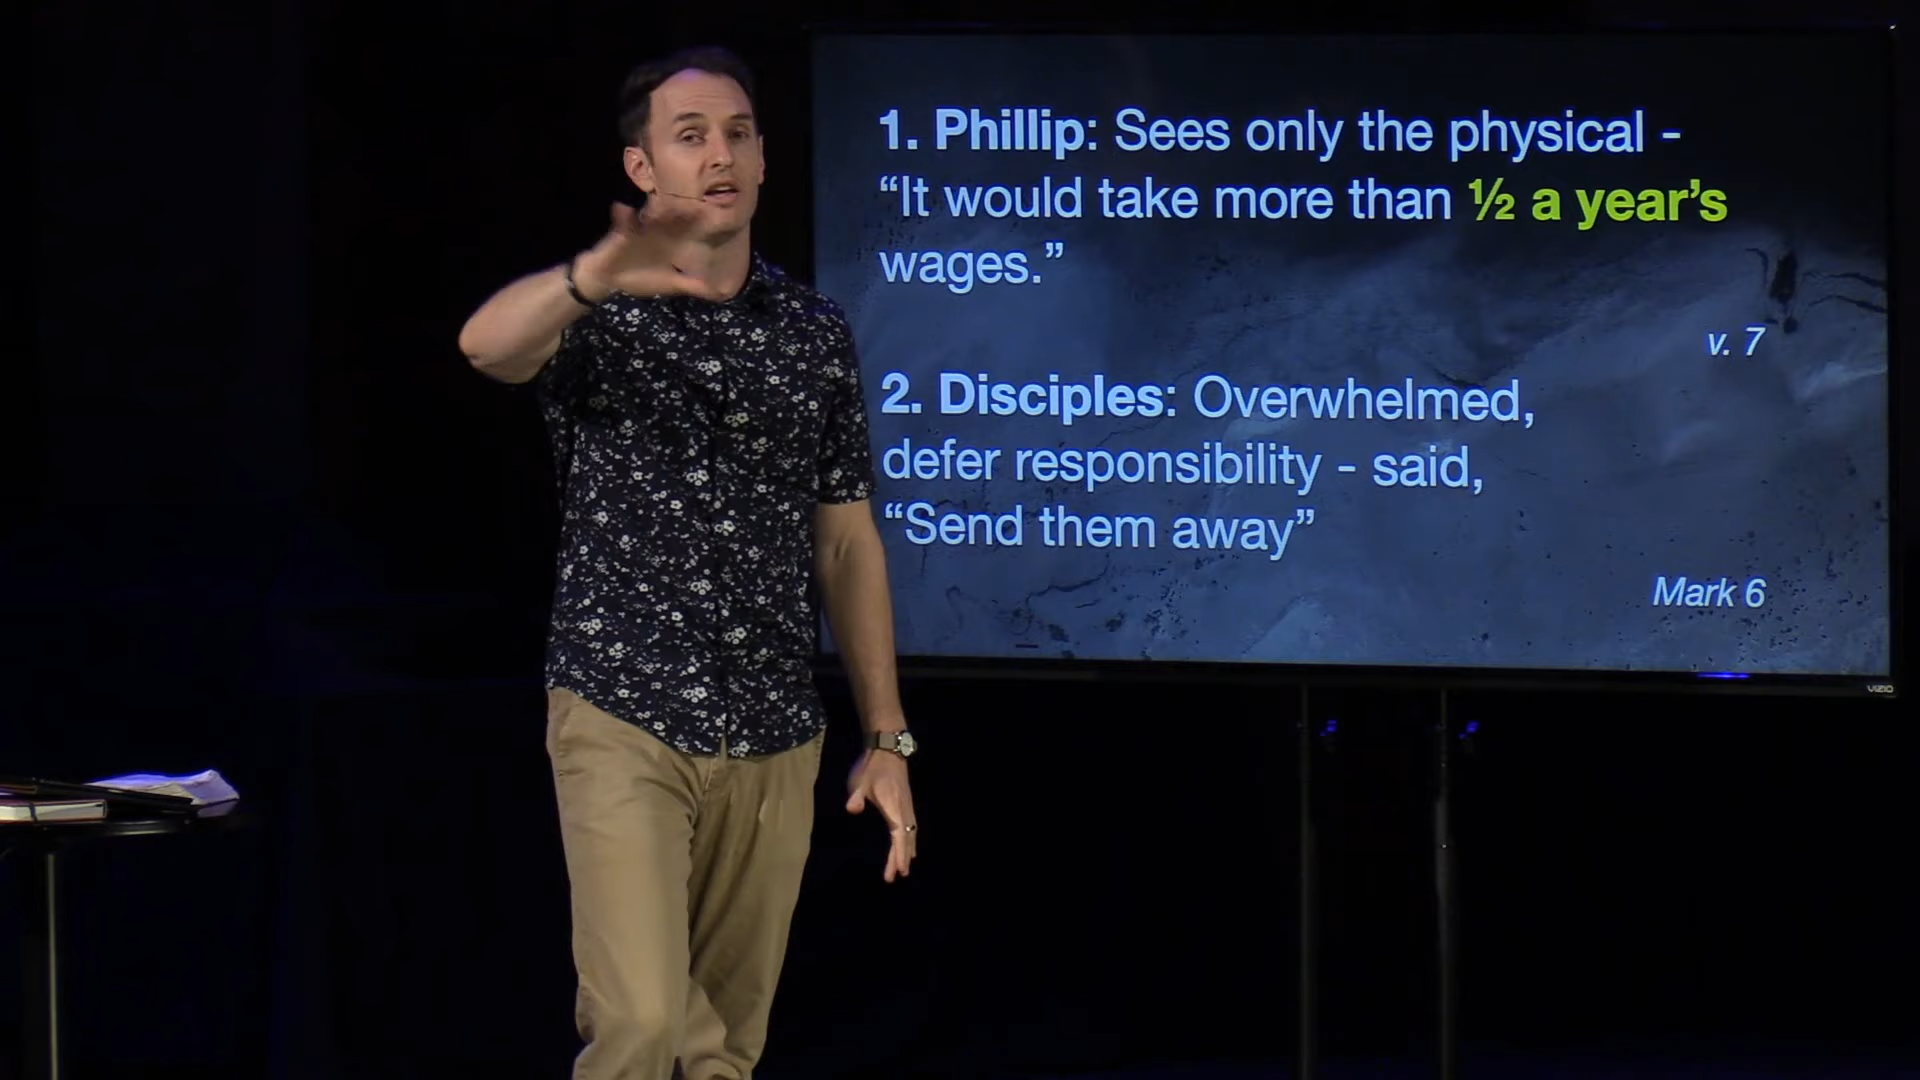 1. Phillip: Sees only the physical -
“It would take more than ½ a year’s
wages.”
v. 7
2. Disciples: Overwhelmed,
defer responsibility - said,
“Send them away”
Mark 6
VIZIO